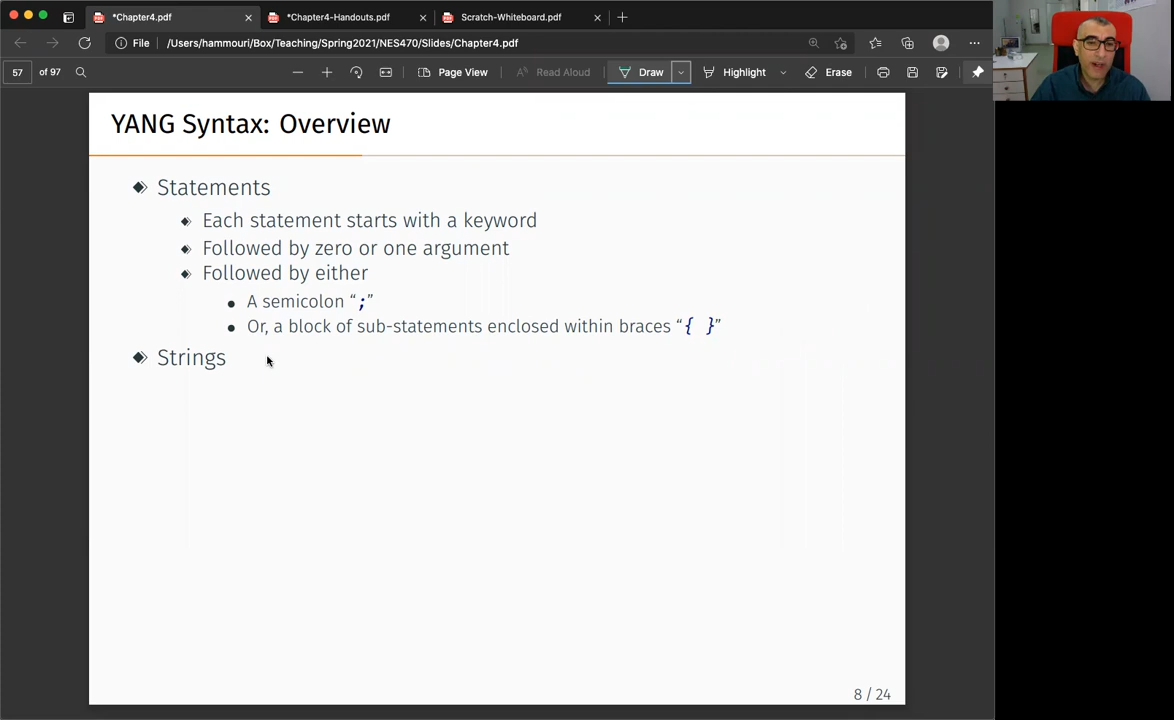 *Chapter4.pdf
*Chapter4-Handouts.pdf
Scratch-Whiteboard.pdf
File
/Users/hammouri/Box/Teaching/Spring2021/NES470/Slides/Chapter4.pdf
57 of 97
Page View
Read Aloud
Draw
Highlight
Erase
YANG Syntax: Overview
Statements
Each statement starts with a keyword
Followed by zero or one argument
Followed by either
A semicolon “;”
Or, a block of sub-statements enclosed within braces “{ }”
Strings
8 / 24